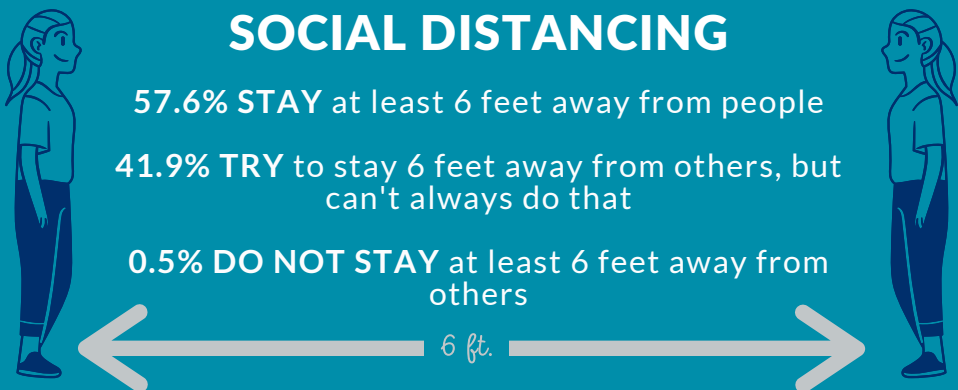 SOCIAL DISTANCING
57.6% STAY at least 6 feet away from people
41.9% TRY to stay 6 feet away from others, but
can't always do that
0.5% DO NOT STAY at least 6 feet away from
others
6 ft.